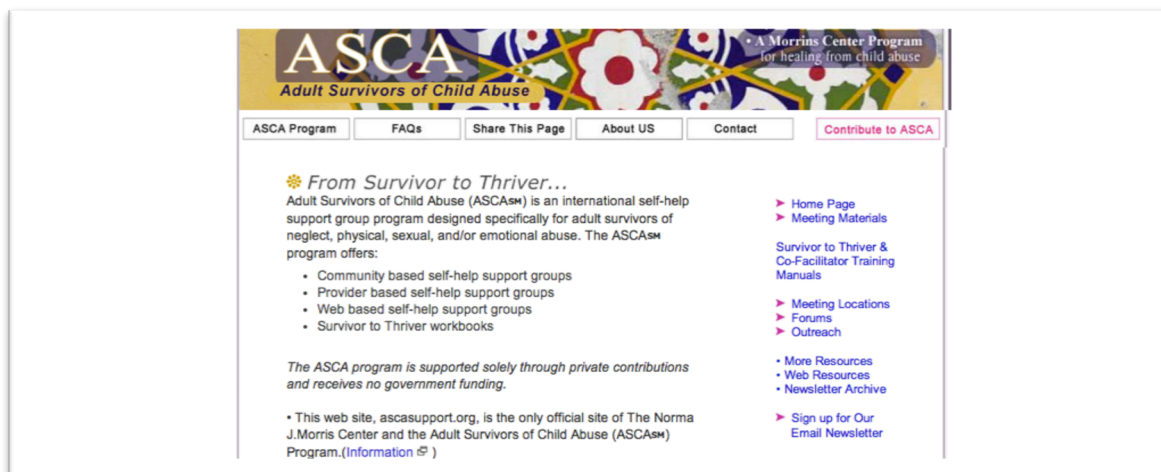 ASCA
Adult Survivors of Child Abuse
• A Morrins Center Program
for healing from child abuse
ASCA Program
FAQs
Share This Page
About US
Contact
Contribute to ASCA
From Survivor to Thriver...
Adult Survivors of Child Abuse (ASCA℠) is an international self-help
support group program designed specifically for adult survivors of
neglect, physical, sexual, and/or emotional abuse. The ASCA℠
program offers:
• Community based self-help support groups
• Provider based self-help support groups
• Web based self-help support groups
• Survivor to Thriver workbooks
The ASCA program is supported solely through private contributions
and receives no government funding.
• This web site, ascasupport.org, is the only official site of The Norma
J.Morris Center and the Adult Survivors of Child Abuse (ASCA℠)
Program.(Information )
➤ Home Page
➤ Meeting Materials
Survivor to Thriver &
Co-Facilitator Training
Manuals
➤ Meeting Locations
➤ Forums
➤ Outreach
• More Resources
• Web Resources
• Newsletter Archive
➤ Sign up for Our
Email Newsletter